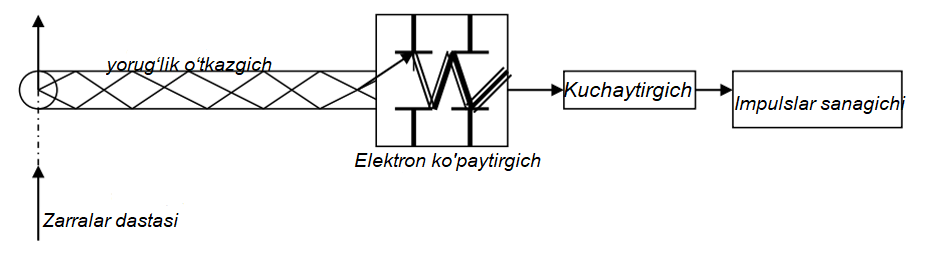 yorug‘lik o‘tkazgich
Kuchaytirgich
Impulslar sanagichi
Elektron ko'paytirgich
Zarralar dastasi